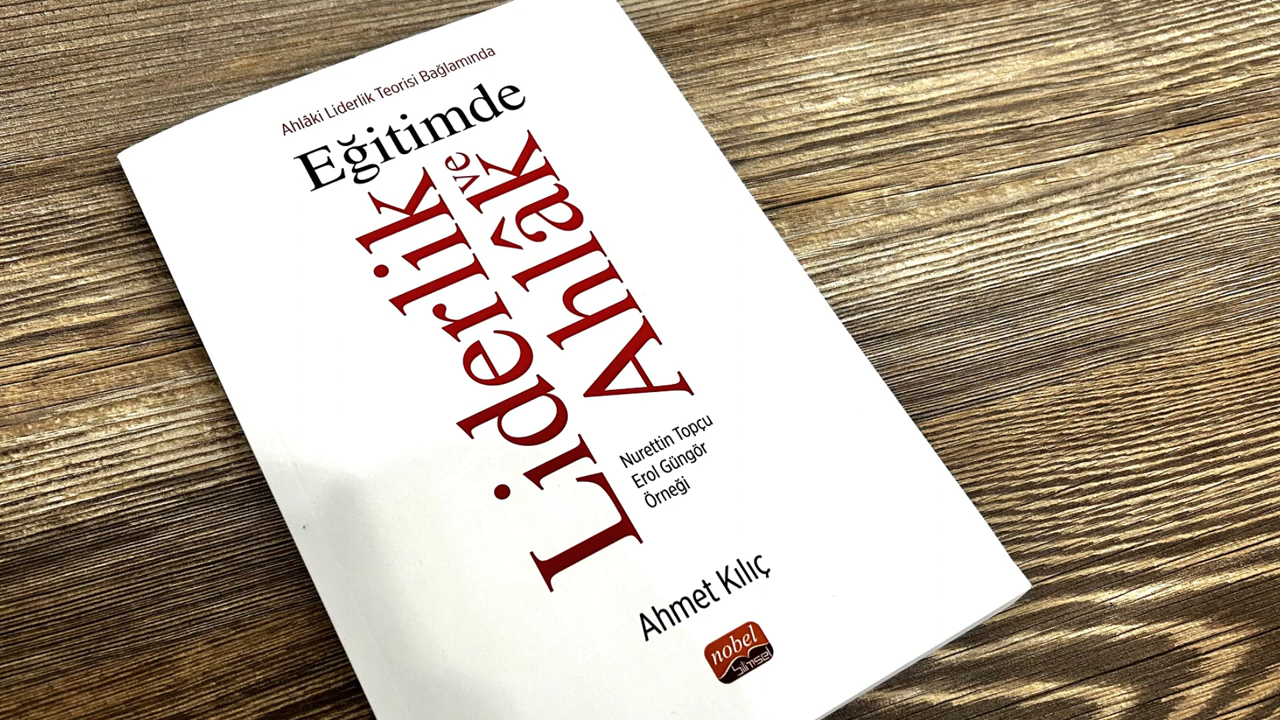 Ahlâki Liderlik Teorisi Bağlamında
Eğitimde
Liderlik
ve
Ahlâk
Nurettin Topçu
Erol Güngör
Örneği
Ahmet Kılıç
nobel
bilimsel